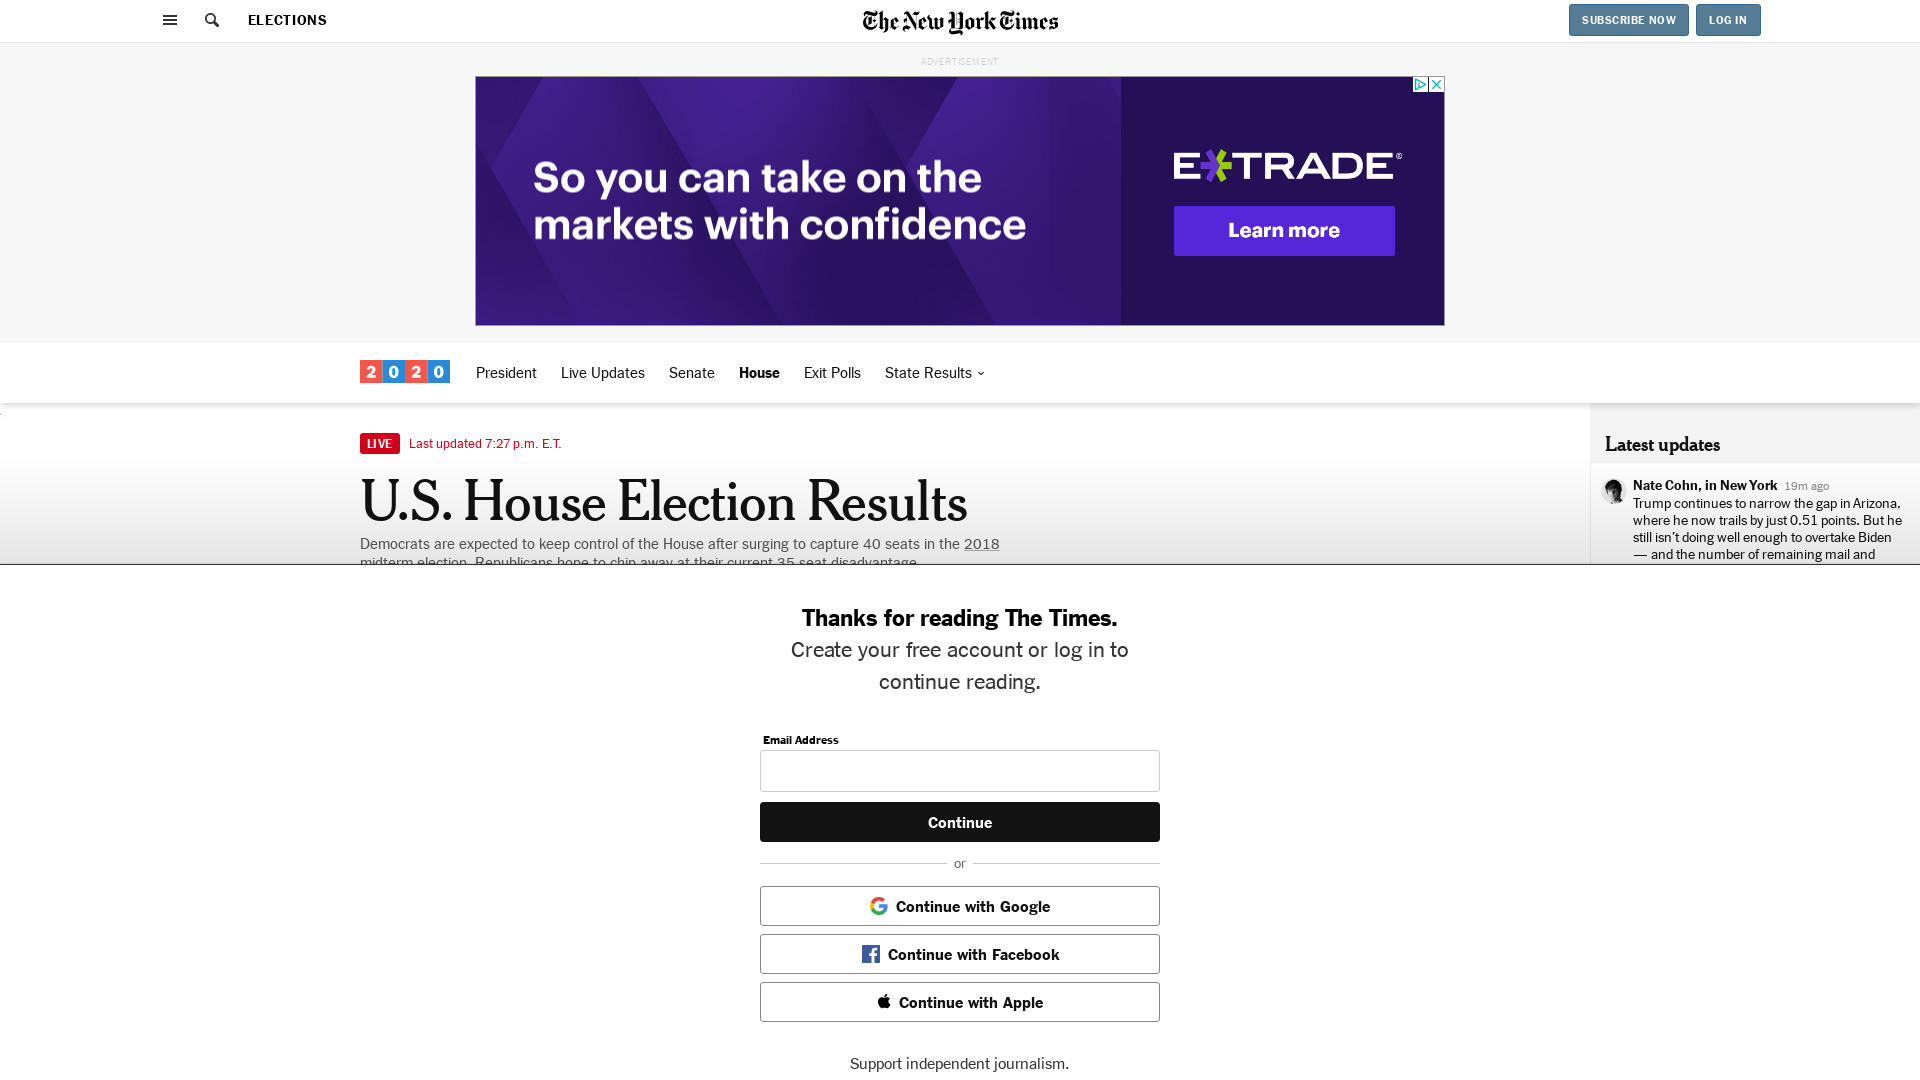 ELECTIONS
The New York Times
SUBSCRIBE NOW
LOG IN
ADVERTISEMENT
So you can take on the
markets with confidence
E*TRADE®
Learn more
2020
President
Live Updates
Senate
House
Exit Polls
State Results
LIVE
Last updated 7:27 p.m. E.T.
U.S. House Election Results
Democrats are expected to keep control of the House after surging to capture 40 seats in the 2018
midterm election. Republicans hope to chip away at their current 35 seat disadvantage.
Latest updates
Nate Cohn, in New York 19m ago
Trump continues to narrow the gap in Arizona,
where he now trails by just 0.51 points. But he
still isn't doing well enough to overtake Biden
— and the number of remaining mail and
Thanks for reading The Times.
Create your free account or log in to
continue reading.
Email Address
Continue
or
Continue with Google
Continue with Facebook
Continue with Apple
Support independent journalism.